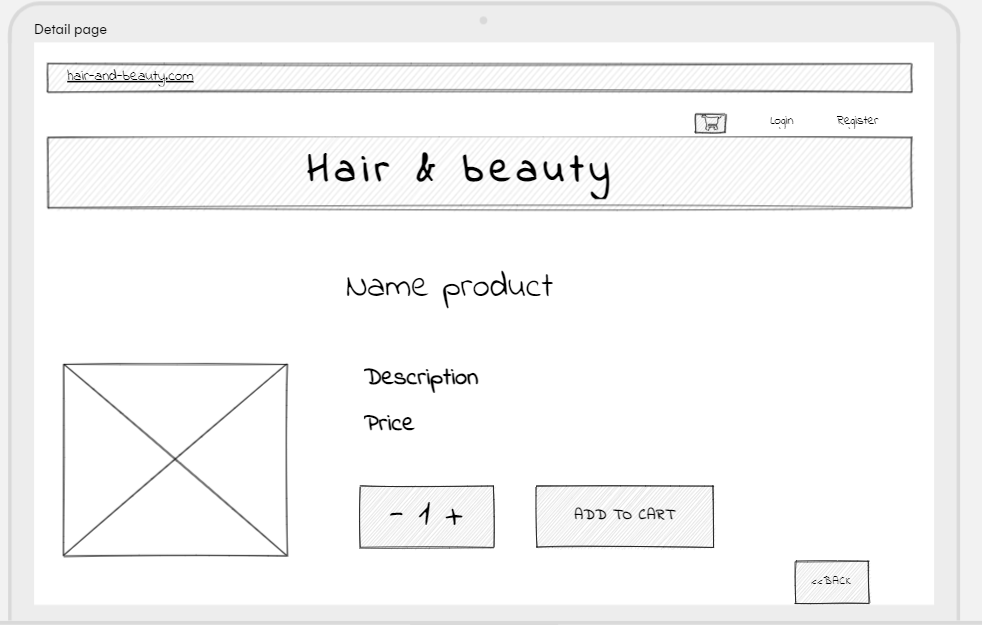 Detail page
hair-and-beauty.com
Login Register
Hair & beauty
Name product
Description
Price
- 1 +
ADD TO CART
<<BACK